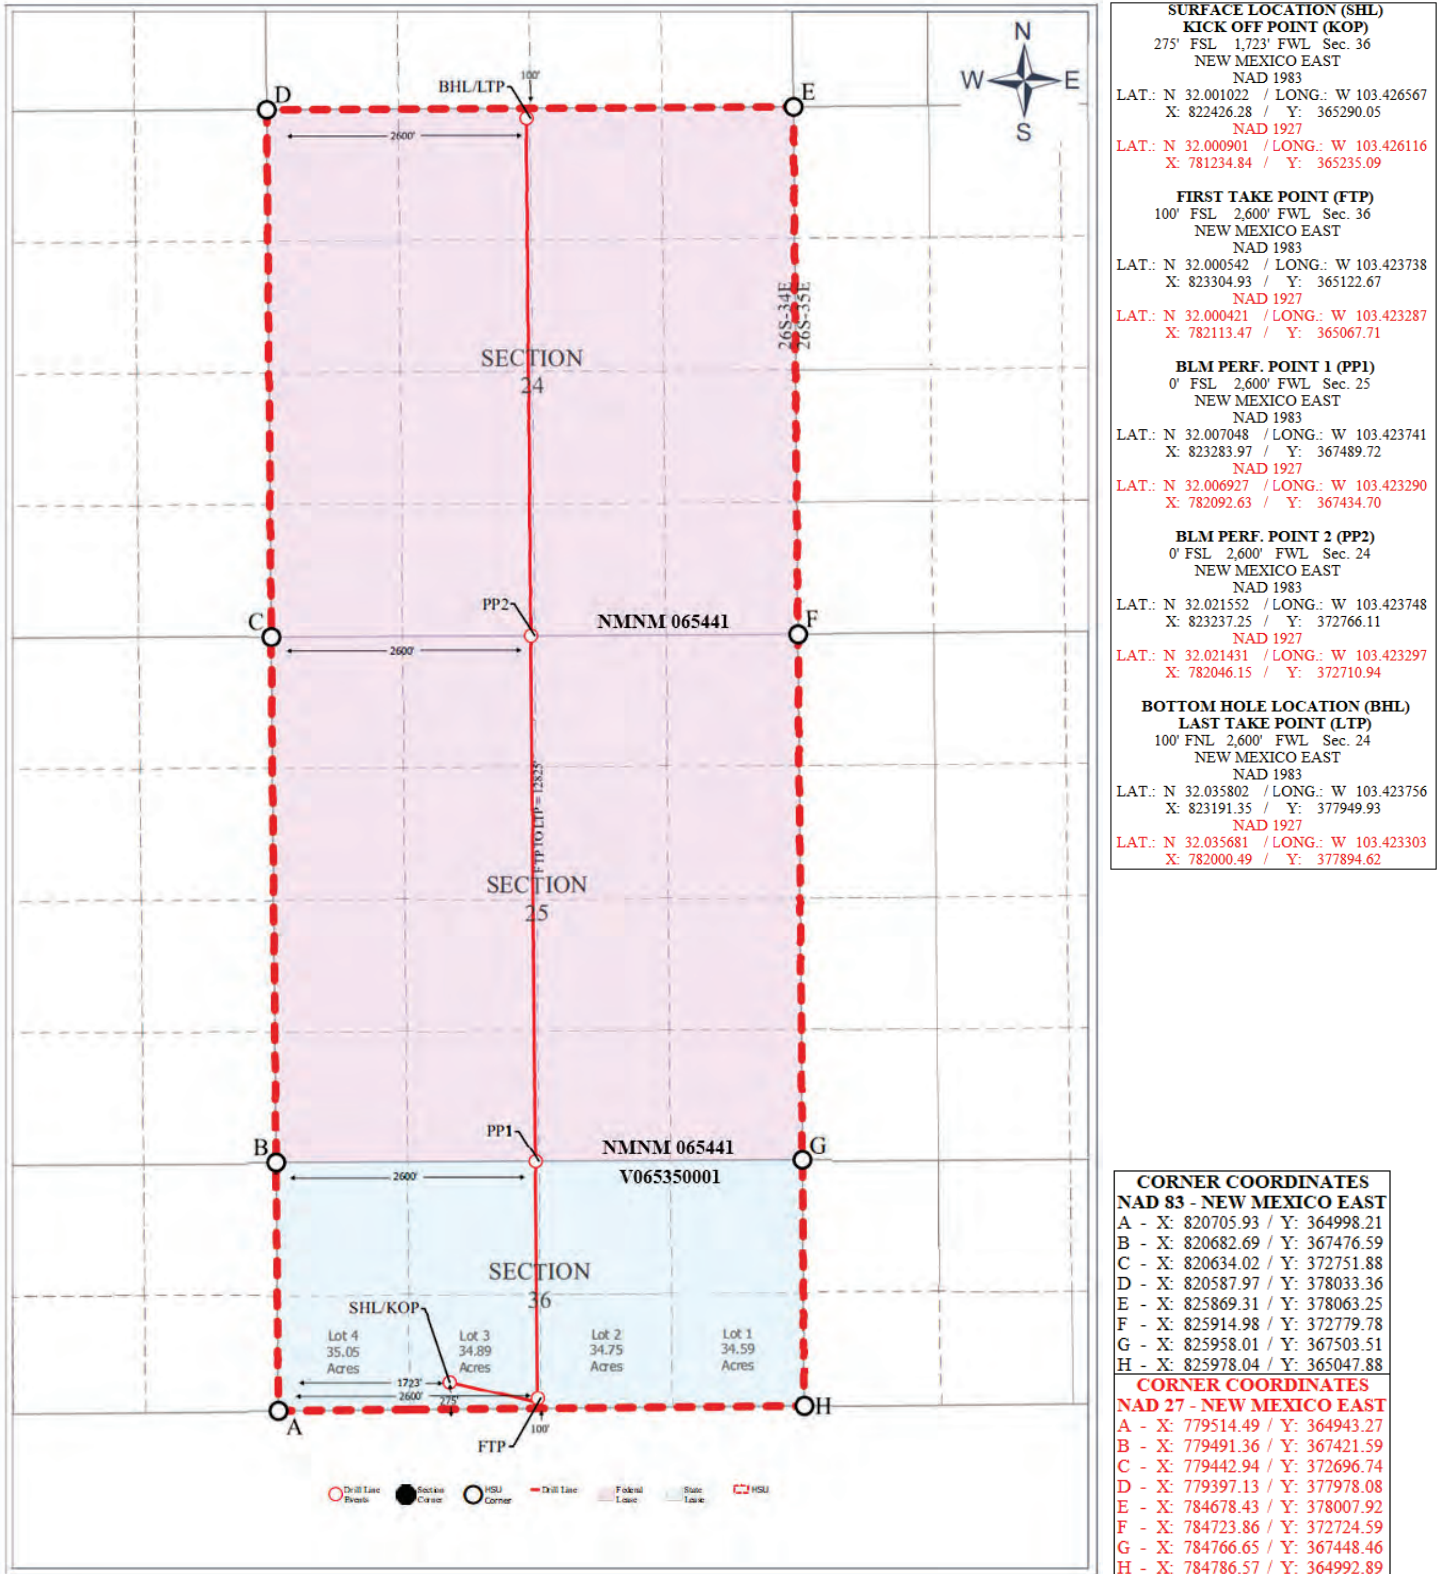 D
BHL/LTP
100'
E
2600'
N
W
E
S
26S-34E
26S-35E
SECTION
24
C
PP2
NMNM 065441
F
2600'
FTP TO LTP = 12825'
SECTION
25
B
PP1
NMNM 065441
G
V065350001
2600'
SECTION
36
SHL/KOP
Lot 4
35.05
Acres
Lot 3
34.89
Acres
Lot 2
34.75
Acres
Lot 1
34.59
Acres
1723'
2600'
275'
A
H
100'
FTP
Drill Line
Events
Section
Corner
HSU
Corner
Drill Line
Federal
Lease
State
Lease
HSU
SURFACE LOCATION (SHL)
KICK OFF POINT (KOP)
275' FSL 1,723' FWL Sec. 36
NEW MEXICO EAST
NAD 1983
LAT.: N 32.001022 / LONG.: W 103.426567
X: 822426.28 / Y: 365290.05
NAD 1927
LAT.: N 32.000901 / LONG.: W 103.426116
X: 781234.84 / Y: 365235.09
FIRST TAKE POINT (FTP)
100' FSL 2,600' FWL Sec. 36
NEW MEXICO EAST
NAD 1983
LAT.: N 32.000542 / LONG.: W 103.423738
X: 823304.93 / Y: 365122.67
NAD 1927
LAT.: N 32.000421 / LONG.: W 103.423287
X: 782113.47 / Y: 365067.71
BLM PERF. POINT 1 (PP1)
0' FSL 2,600' FWL Sec. 25
NEW MEXICO EAST
NAD 1983
LAT.: N 32.007048 / LONG.: W 103.423741
X: 823283.97 / Y: 367489.72
NAD 1927
LAT.: N 32.006927 / LONG.: W 103.423290
X: 782092.63 / Y: 367434.70
BLM PERF. POINT 2 (PP2)
0' FSL 2,600' FWL Sec. 24
NEW MEXICO EAST
NAD 1983
LAT.: N 32.021552 / LONG.: W 103.423748
X: 823237.25 / Y: 372766.11
NAD 1927
LAT.: N 32.021431 / LONG.: W 103.423297
X: 782046.15 / Y: 372710.94
BOTTOM HOLE LOCATION (BHL)
LAST TAKE POINT (LTP)
100' FNL 2,600' FWL Sec. 24
NEW MEXICO EAST
NAD 1983
LAT.: N 32.035802 / LONG.: W 103.423756
X: 823191.35 / Y: 377949.93
NAD 1927
LAT.: N 32.035681 / LONG.: W 103.423303
X: 782000.49 / Y: 377894.62
CORNER COORDINATES
NAD 83 - NEW MEXICO EAST
A - X: 820705.93 / Y: 364998.21
B - X: 820682.69 / Y: 367476.59
C - X: 820634.02 / Y: 372751.88
D - X: 820587.97 / Y: 378033.36
E - X: 825869.31 / Y: 378063.25
F - X: 825914.98 / Y: 372779.78
G - X: 825958.01 / Y: 367503.51
H - X: 825978.04 / Y: 365047.88
CORNER COORDINATES
NAD 27 - NEW MEXICO EAST
A - X: 779514.49 / Y: 364943.27
B - X: 779491.36 / Y: 367421.59
C - X: 779442.94 / Y: 372696.74
D - X: 779397.13 / Y: 377978.08
E - X: 784678.43 / Y: 378007.92
F - X: 784723.86 / Y: 372724.59
G - X: 784766.65 / Y: 367448.46
H - X: 784786.57 / Y: 364992.89